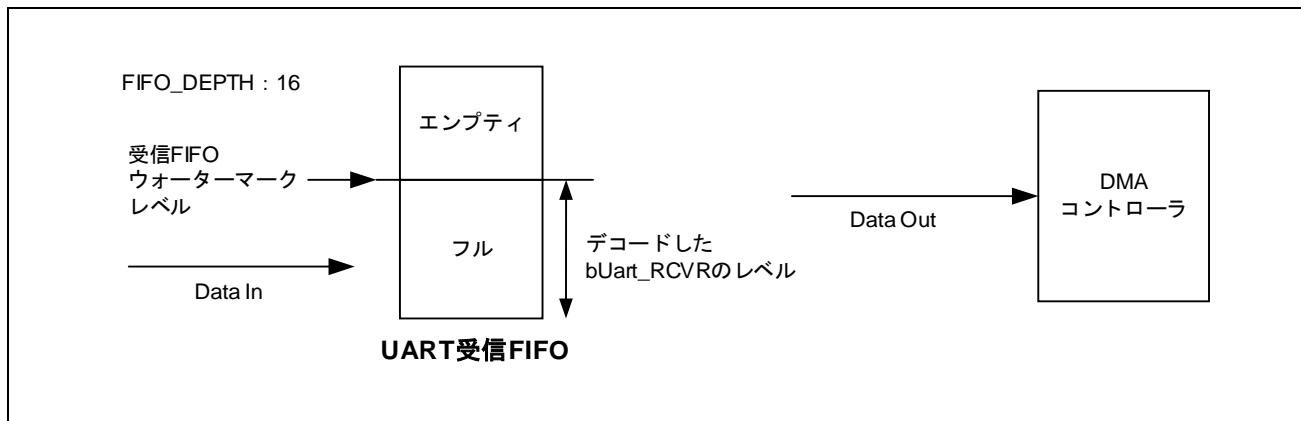 FIFO_DEPTH：16
エンプティ
受信FIFO
ウォーターマーク
レベル
フル
デコードした
bUart_RCVRのレベル
Data In
UART受信FIFO
Data Out
DMA
コントローラ